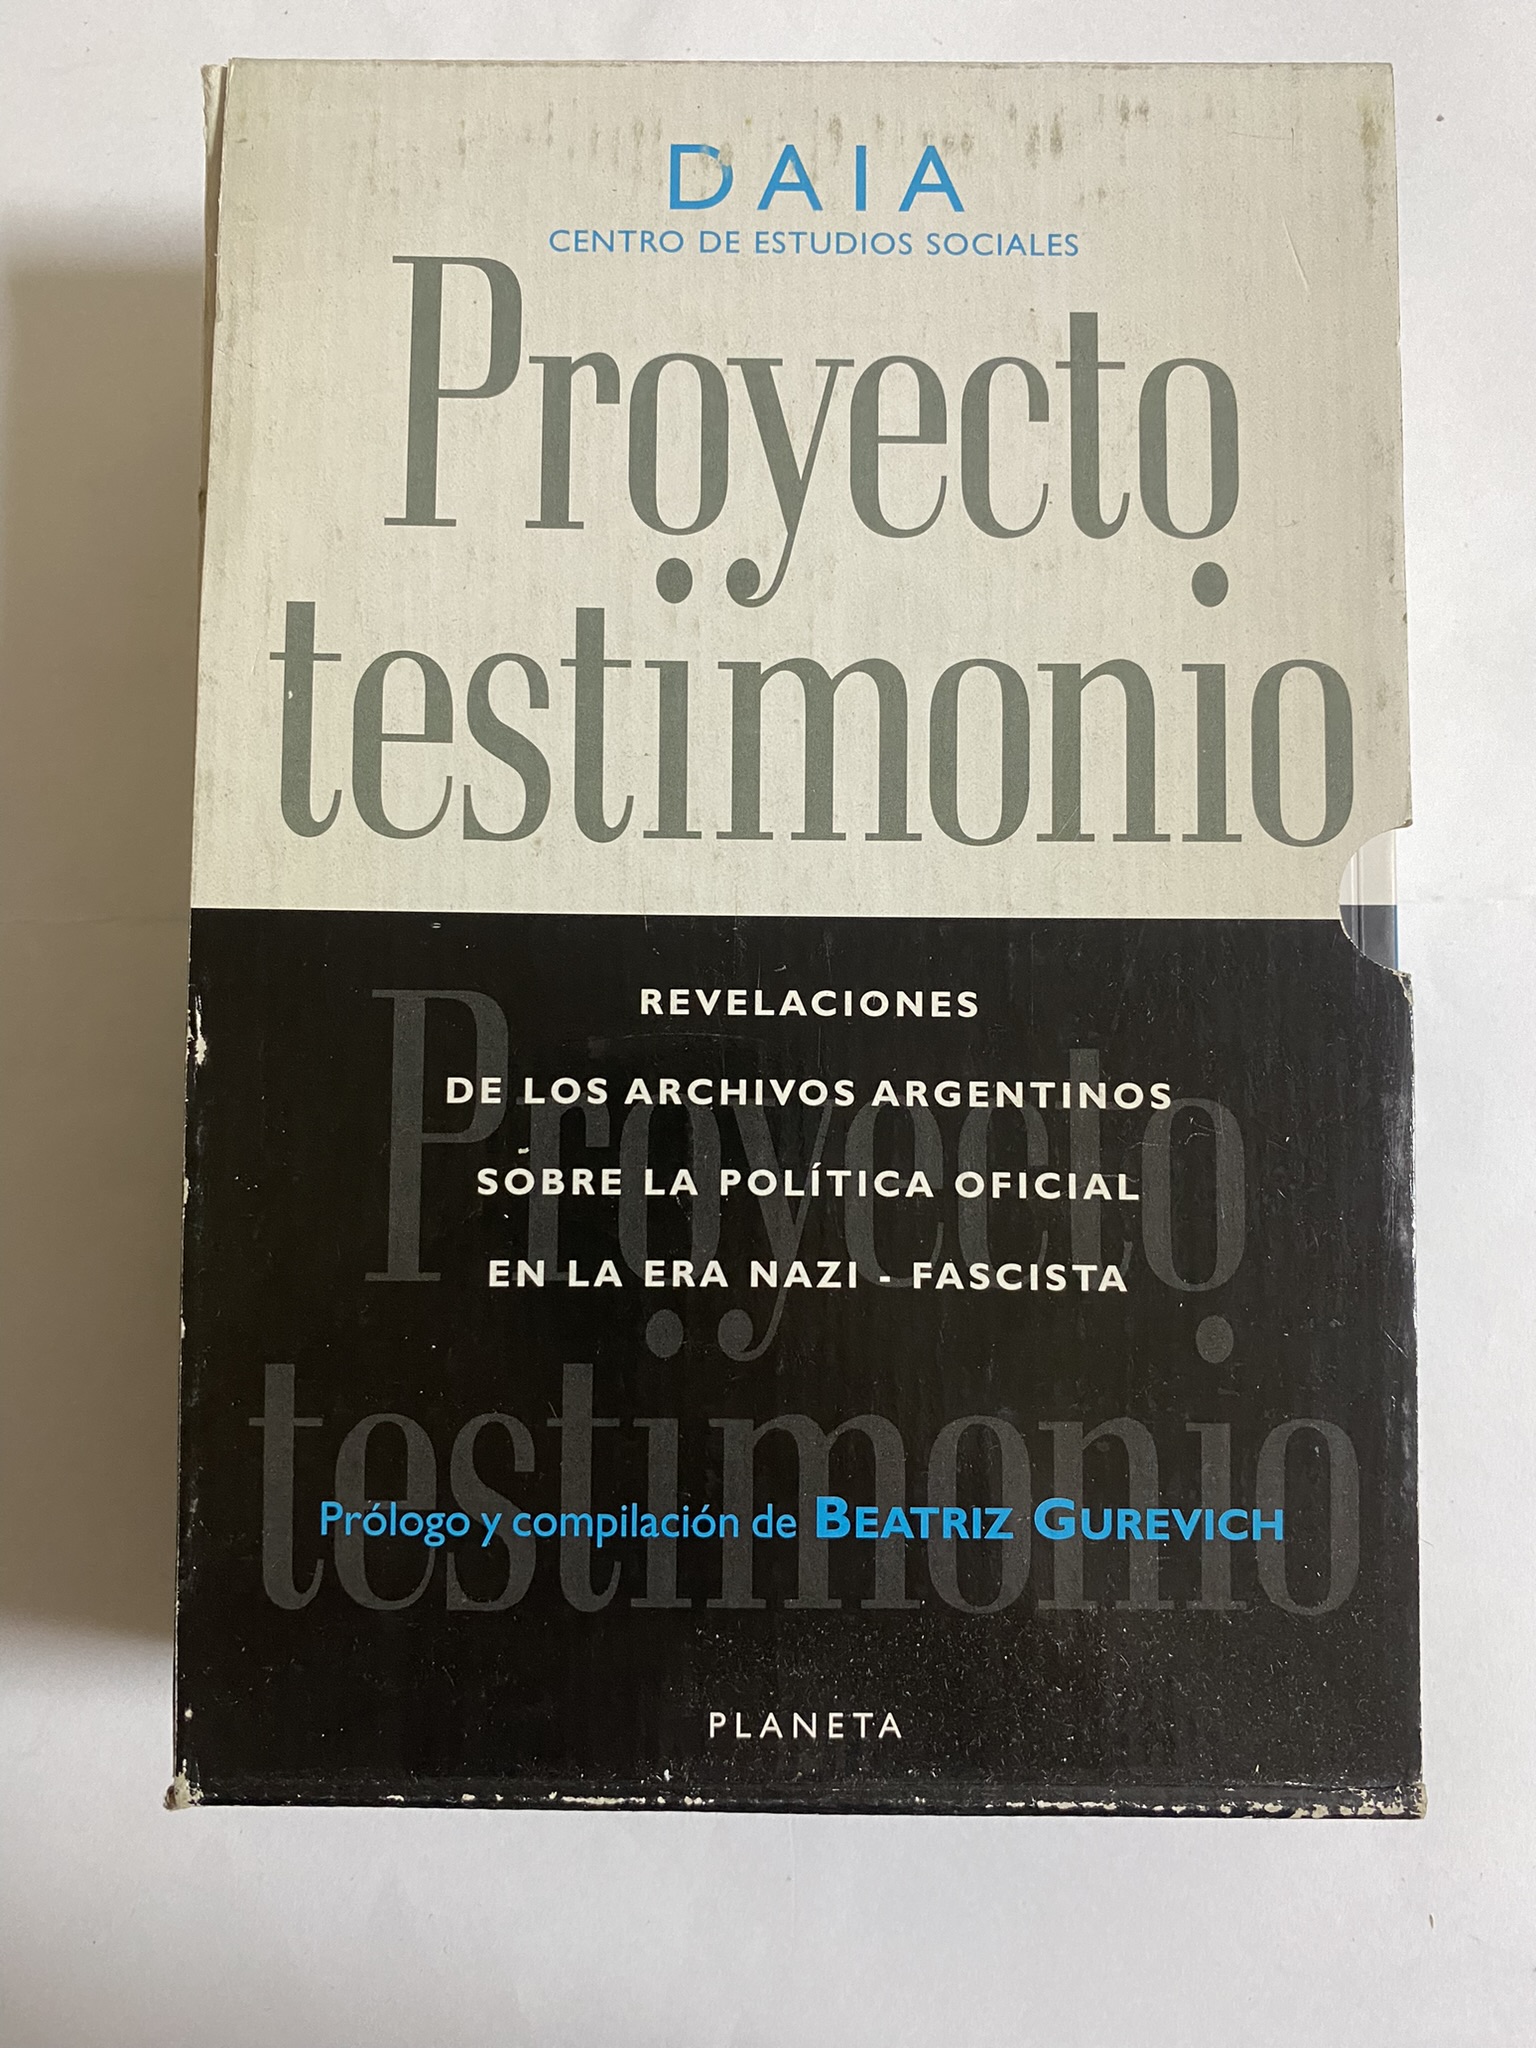 DAIA
CENTRO DE ESTUDIOS SOCIALES
Proyecto
testimonio
REVELACIONES
DE LOS ARCHIVOS ARGENTINOS
SOBRE LA POLÍTICA OFICIAL
EN LA ERA NAZI - FASCISTA
Proyecto
testimonio
Prólogo y compilación de BEATRIZ GUREVICH
PLANETA